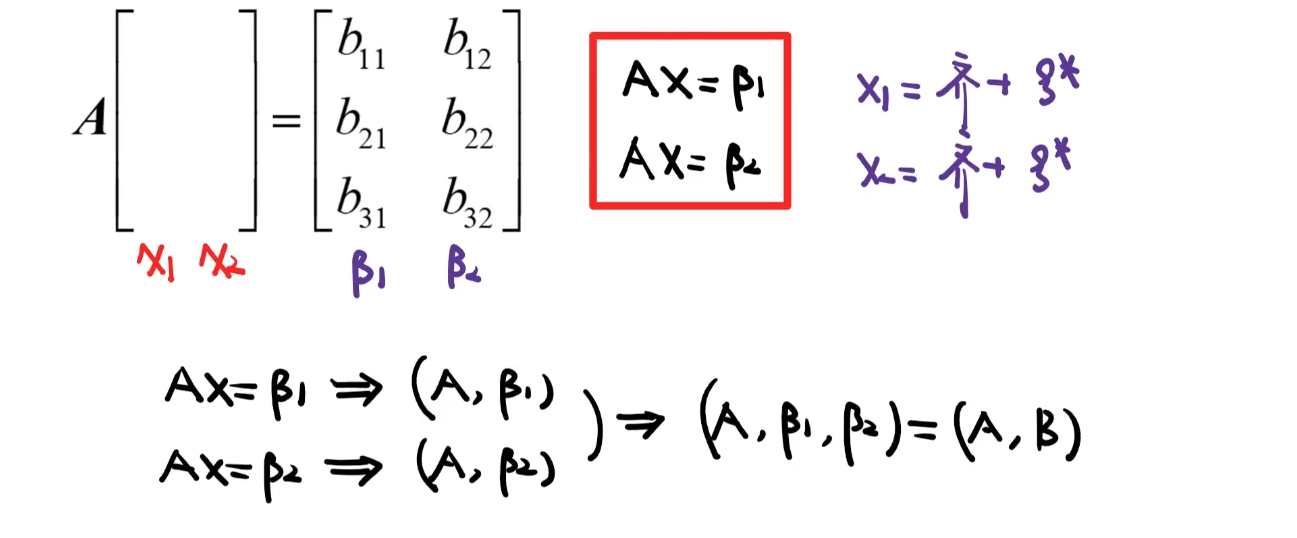 A [ ] = [ b₁₁ b₁₂
b₂₁ b₂₂
b₃₁ b₃₂ ]
x₁ x₂ β₁ β₂
AX=β₁
AX=β₂
x₁=齐+ξ*
x₂=齐+ξ*
AX=β₁ ⇒ (A, β₁)
AX=β₂ ⇒ (A, β₂)
) ⇒ (A, β₁, β₂)=(A, B)